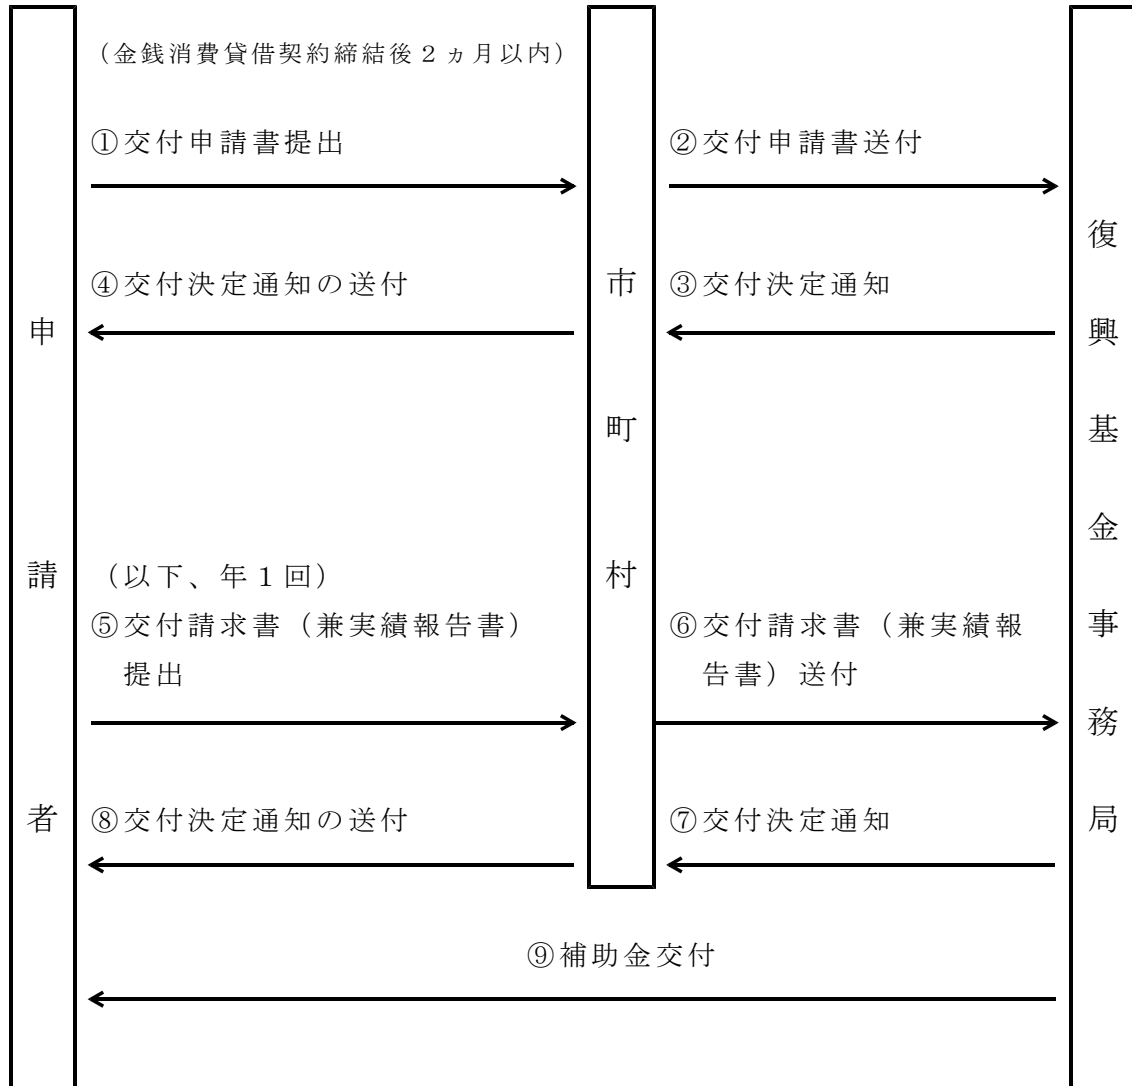 （金銭消費貸借契約締結後２ヵ月以内）
①交付申請書提出
②交付申請書送付
④交付決定通知の送付
③交付決定通知
申請者
市町村
復興基金事務局
（以下、年１回）
⑤交付請求書（兼実績報告書）
提出
⑥交付請求書（兼実績報
告書）送付
⑧交付決定通知の送付
⑦交付決定通知
⑨補助金交付